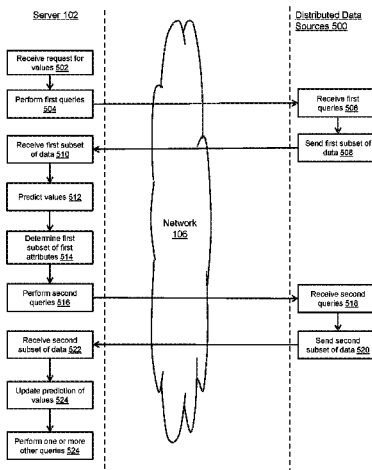 Server 102
Distributed Data
Sources 500
Receive request for
values 502
Perform first queries
504
Receive first
queries 506
Receive first subset
of data 510
Send first subset of
data 508
Predict values 512
Determine first
subset of first
attributes 514
Network
106
Perform second
queries 516
Receive second
queries 518
Receive second
subset of data 522
Send second
subset of data 520
Update prediction of
values 524
Perform one or more
other queries 524